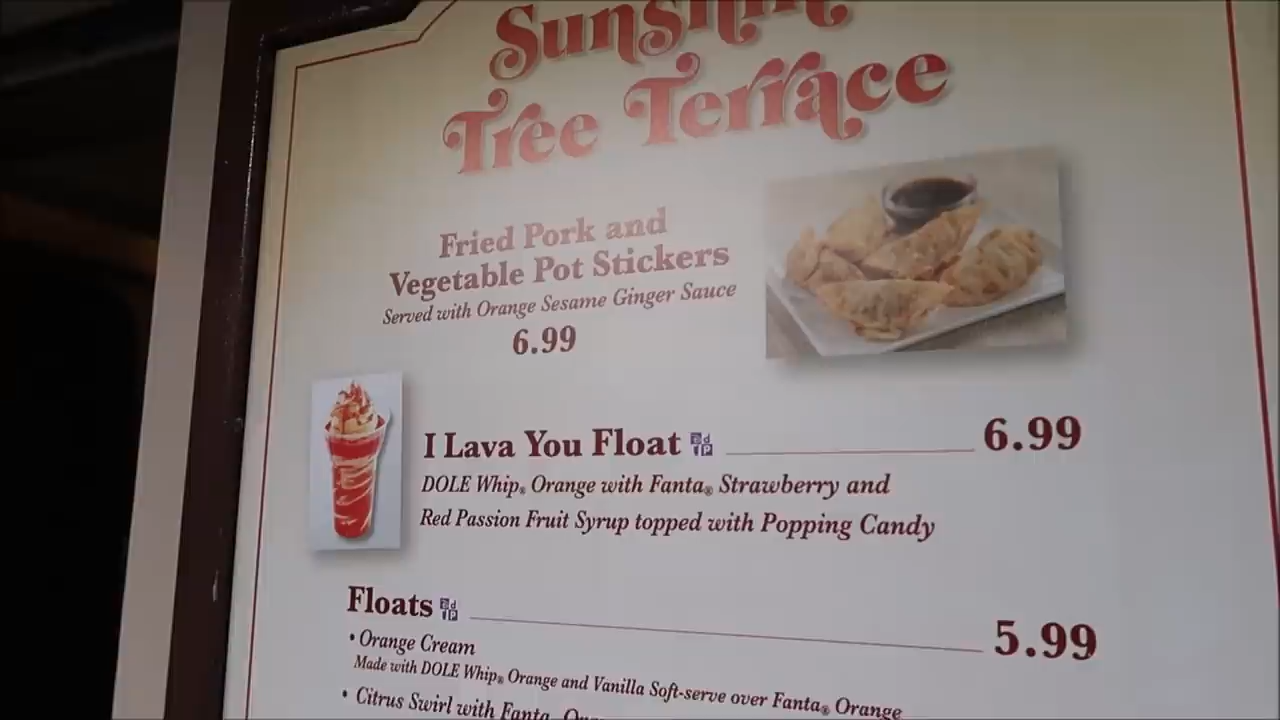 Tree Terrace
Fried Pork and
Vegetable Pot Stickers
Served with Orange Sesame Ginger Sauce
6.99
I Lava You Float 6.99
DOLE Whip® Orange with Fanta® Strawberry and
Red Passion Fruit Syrup topped with Popping Candy
Floats 5.99
• Orange Cream
Made with DOLE Whip® Orange and Vanilla Soft-serve over Fanta® Orange
• Citrus Swirl with Fanta